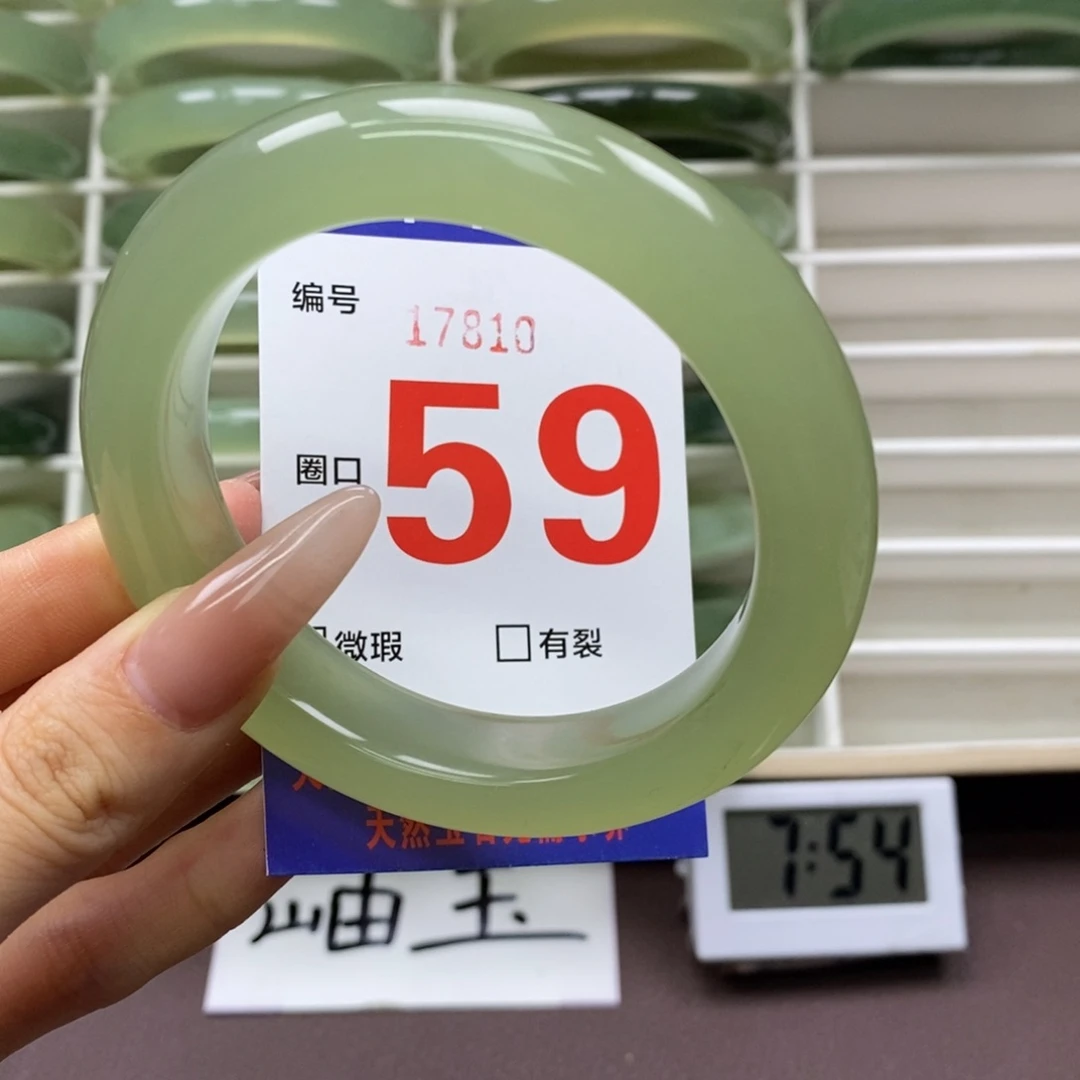 编号 17810
圈口 59
微瑕 有裂
天然
岫玉
7:54